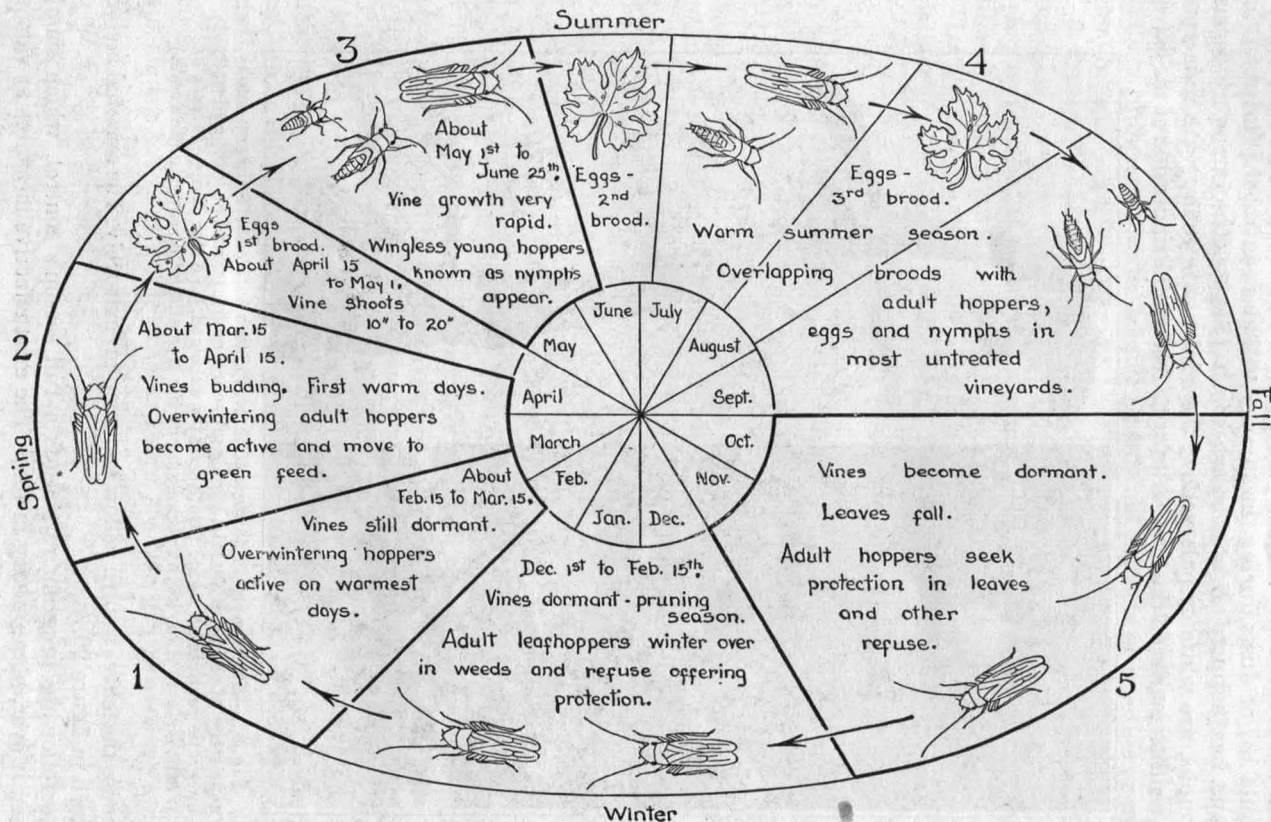 Summer
3
4
About
May 1st to
June 25th.
Vine growth very
rapid.
Wingless young hoppers
known as nymphs
appear.
Eggs -
2nd
brood.
Eggs -
3rd brood.
Warm summer season.
Overlapping broods with
adult hoppers,
eggs and nymphs in
most untreated
vineyards.
Eggs
1st brood.
About April 15
to May 1.
Vine shoots
10" to 20"
2
Spring
About Mar. 15
to April 15.
Vines budding. First warm days.
Overwintering adult hoppers
become active and move to
green feed.
June
July
May
August
April
Sept.
March
Oct.
Feb.
Nov.
Jan.
Dec.
Fall
About
Feb. 15 to Mar. 15.
Vines still dormant.
Overwintering hoppers
active on warmest
days.
1
Dec. 1st to Feb. 15th.
Vines dormant - pruning
season.
Adult leafhoppers winter over
in weeds and refuse offering
protection.
Vines become dormant.
Leaves fall.
Adult hoppers seek
protection in leaves
and other
refuse.
5
Winter